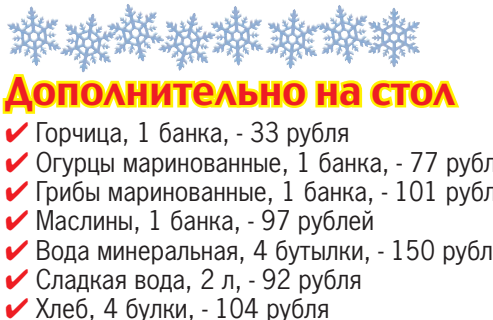 Дополнительно на стол
✔ Горчица, 1 банка, - 33 рубля
✔ Огурцы маринованные, 1 банка, - 77 рубл
✔ Грибы маринованные, 1 банка, - 101 рубл
✔ Маслины, 1 банка, - 97 рублей
✔ Вода минеральная, 4 бутылки, - 150 рубл
✔ Сладкая вода, 2 л, - 92 рубля
✔ Хлеб, 4 булки, - 104 рубля